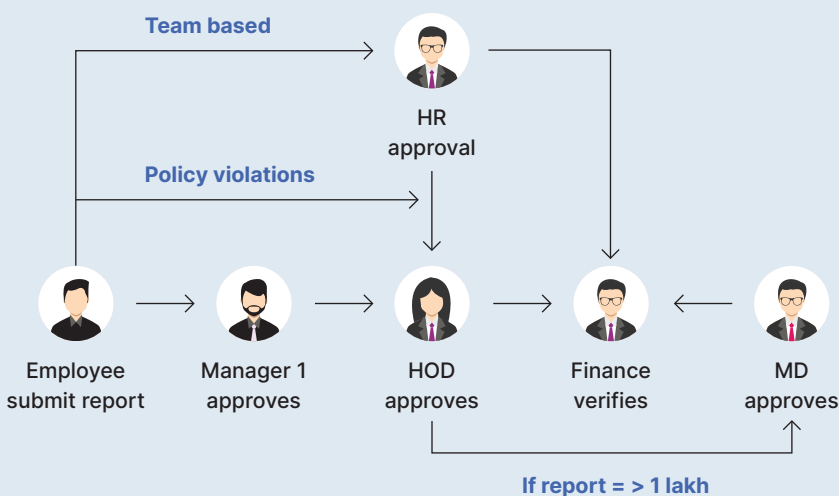 Team based
HR
approval
Policy violations
Employee
submit report
Manager 1
approves
HOD
approves
Finance
verifies
MD
approves
If report = > 1 lakh